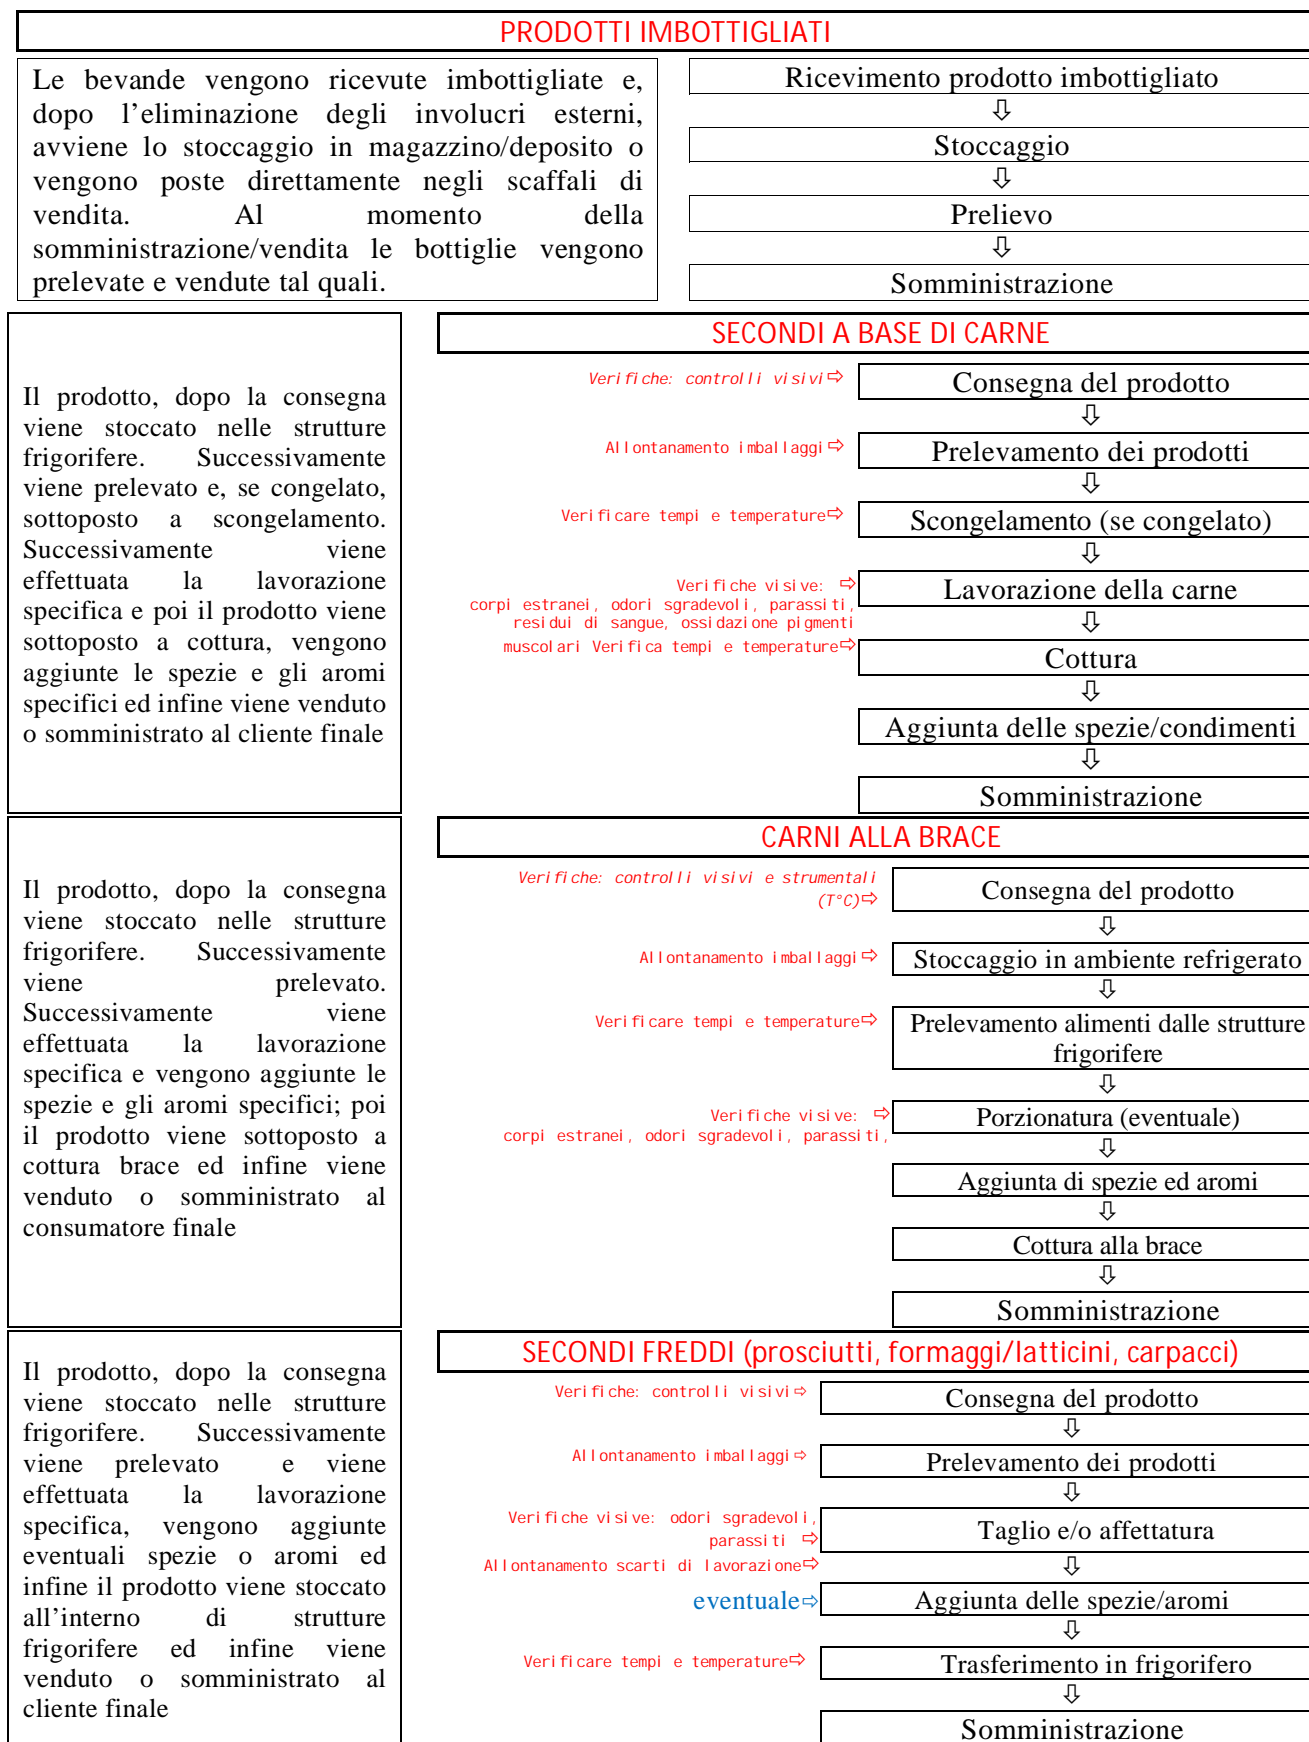 PRODOTTI IMBOTTIGLIATI
Le bevande vengono ricevute imbottigliate e,
dopo l'eliminazione degli involucri esterni,
avviene lo stoccaggio in magazzino/deposito o
vengono poste direttamente negli scaffali di
vendita. Al momento della
somministrazione/vendita le bottiglie vengono
prelevate e vendute tal quali.
Ricevimento prodotto imbottigliato
⇩
Stoccaggio
⇩
Prelievo
⇩
Somministrazione
Il prodotto, dopo la consegna
viene stoccato nelle strutture
frigorifere. Successivamente
viene prelevato e, se congelato,
sottoposto a scongelamento.
Successivamente viene
effettuata la lavorazione
specifica e poi il prodotto viene
sottoposto a cottura, vengono
aggiunte le spezie e gli aromi
specifici ed infine viene venduto
o somministrato al cliente finale
SECONDI A BASE DI CARNE
Verifiche: controlli visivi⇨ Consegna del prodotto
⇩
Allontanamento imballaggi⇨ Prelevamento dei prodotti
⇩
Verificare tempi e temperature⇨ Scongelamento (se congelato)
⇩
Verifiche visive: ⇨ Lavorazione della carne
corpi estranei, odori sgradevoli, parassiti,
residui di sangue, ossidazione pigmenti
⇩
muscolari Verifica tempi e temperature⇨ Cottura
⇩
Aggiunta delle spezie/condimenti
⇩
Somministrazione
Il prodotto, dopo la consegna
viene stoccato nelle strutture
frigorifere. Successivamente
viene prelevato.
Successivamente viene
effettuata la lavorazione
specifica e vengono aggiunte le
spezie e gli aromi specifici; poi
il prodotto viene sottoposto a
cottura brace ed infine viene
venduto o somministrato al
consumatore finale
CARNI ALLA BRACE
Verifiche: controlli visivi e strumentali
(T°C)⇨ Consegna del prodotto
⇩
Allontanamento imballaggi⇨ Stoccaggio in ambiente refrigerato
⇩
Verificare tempi e temperature⇨ Prelevamento alimenti dalle strutture
frigorifere
⇩
Verifiche visive: ⇨ Porzionatura (eventuale)
corpi estranei, odori sgradevoli, parassiti,
⇩
Aggiunta di spezie ed aromi
⇩
Cottura alla brace
⇩
Somministrazione
Il prodotto, dopo la consegna
viene stoccato nelle strutture
frigorifere. Successivamente
viene prelevato e viene
effettuata la lavorazione
specifica, vengono aggiunte
eventuali spezie o aromi ed
infine il prodotto viene stoccato
all'interno di strutture
frigorifere ed infine viene
venduto o somministrato al
cliente finale
SECONDI FREDDI (prosciutti, formaggi/latticini, carpacci)
Verifiche: controlli visivi⇨ Consegna del prodotto
⇩
Allontanamento imballaggi⇨ Prelevamento dei prodotti
⇩
Verifiche visive: odori sgradevoli,
parassiti ⇨ Taglio e/o affettatura
Allontanamento scarti di lavorazione⇨ ⇩
eventuale⇨ Aggiunta delle spezie/aromi
⇩
Verificare tempi e temperature⇨ Trasferimento in frigorifero
⇩
Somministrazione